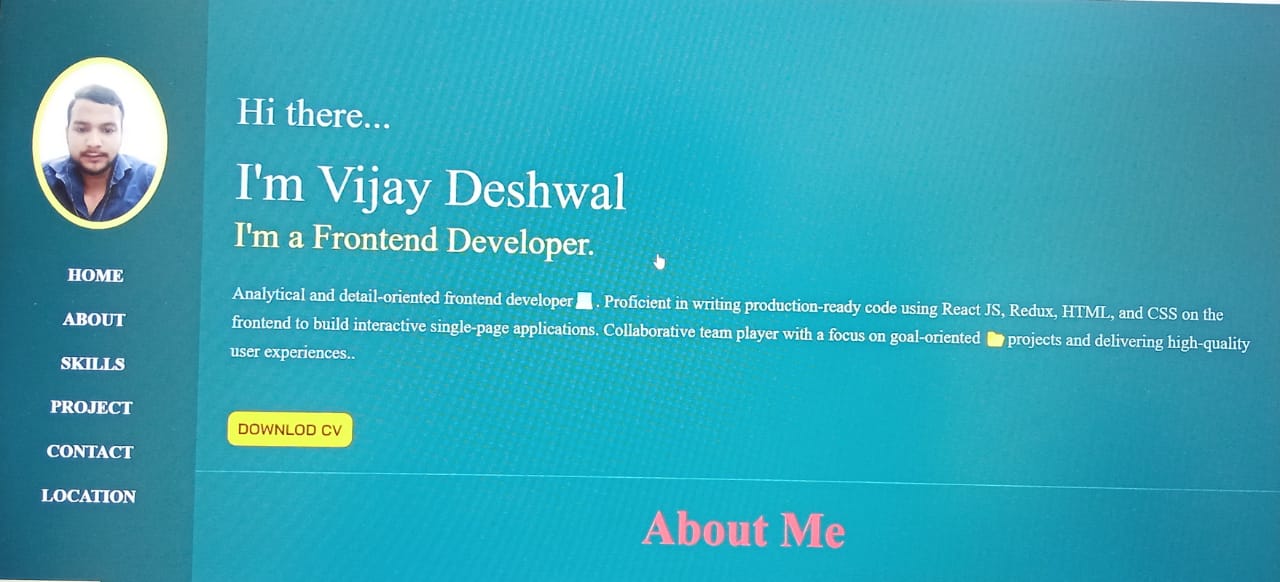 Hi there...
I'm Vijay Deshwal
I'm a Frontend Developer.
HOME
ABOUT
SKILLS
PROJECT
CONTACT
LOCATION
Analytical and detail-oriented frontend developer💻. Proficient in writing production-ready code using React JS, Redux, HTML, and CSS on the
frontend to build interactive single-page applications. Collaborative team player with a focus on goal-oriented 📁projects and delivering high-quality
user experiences..
DOWNLOD CV
About Me